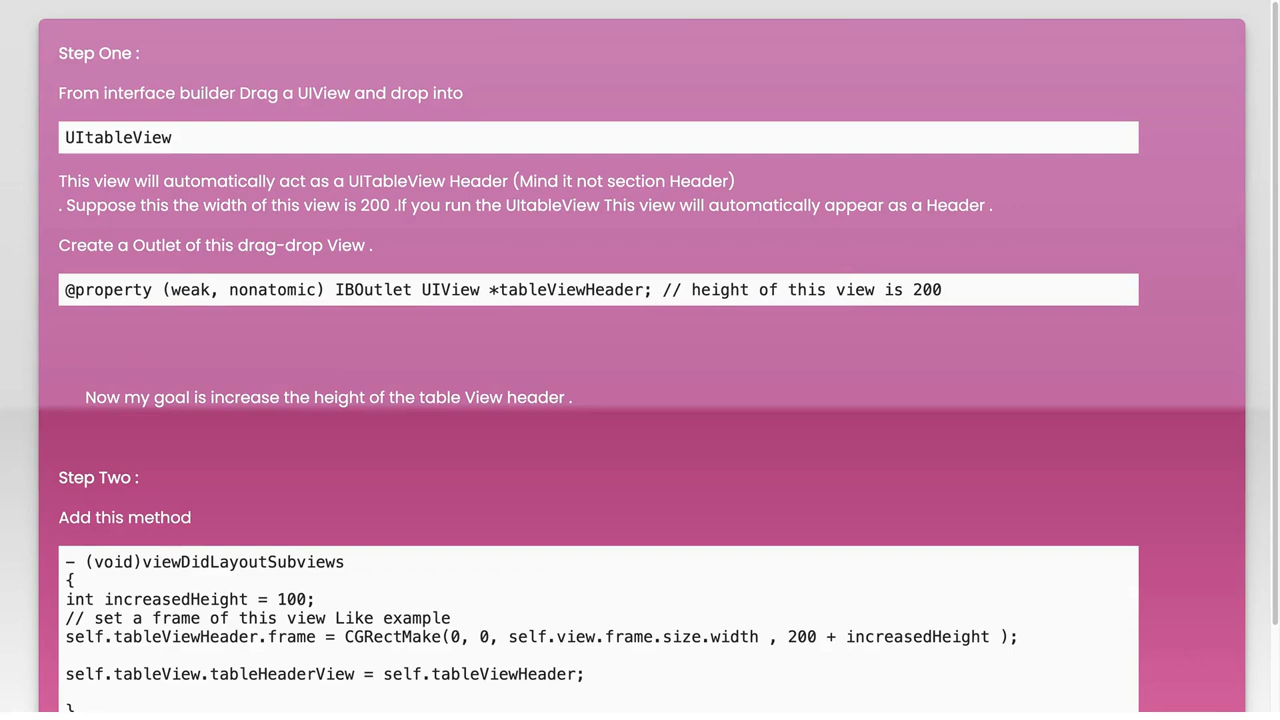 Step One :
From interface builder Drag a UIView and drop into
UItableView
This view will automatically act as a UITableView Header (Mind it not section Header)
. Suppose this the width of this view is 200 .If you run the UItableView This view will automatically appear as a Header .
Create a Outlet of this drag-drop View .
@property (weak, nonatomic) IBOutlet UIView *tableViewHeader; // height of this view is 200
Now my goal is increase the height of the table View header .
Step Two :
Add this method
- (void)viewDidLayoutSubviews
{
int increasedHeight = 100;
// set a frame of this view Like example
self.tableViewHeader.frame = CGRectMake(0, 0, self.view.frame.size.width , 200 + increasedHeight );
self.tableView.tableHeaderView = self.tableViewHeader;
}